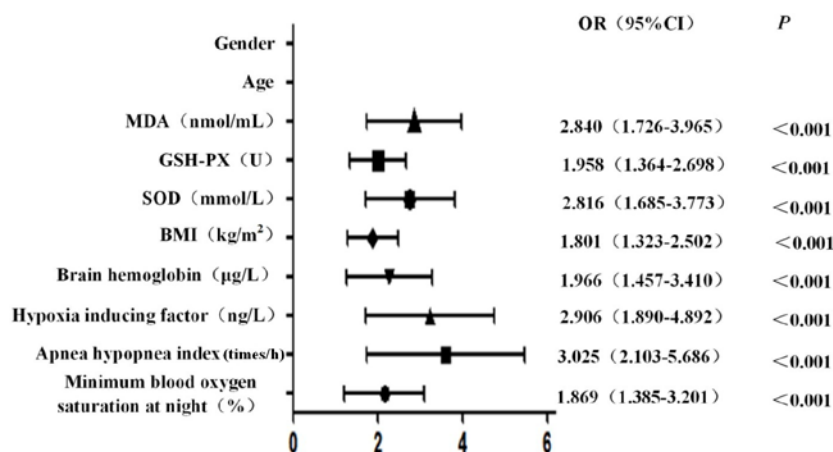 OR (95%CI) P
Gender
Age
MDA (nmol/mL) 2.840 (1.726-3.965) <0.001
GSH-PX (U) 1.958 (1.364-2.698) <0.001
SOD (mmol/L) 2.816 (1.685-3.773) <0.001
BMI (kg/m²) 1.801 (1.323-2.502) <0.001
Brain hemoglobin (μg/L) 1.966 (1.457-3.410) <0.001
Hypoxia inducing factor (ng/L) 2.906 (1.890-4.892) <0.001
Apnea hypopnea index (times/h) 3.025 (2.103-5.686) <0.001
Minimum blood oxygen
saturation at night (%) 1.869 (1.385-3.201) <0.001
0 2 4 6